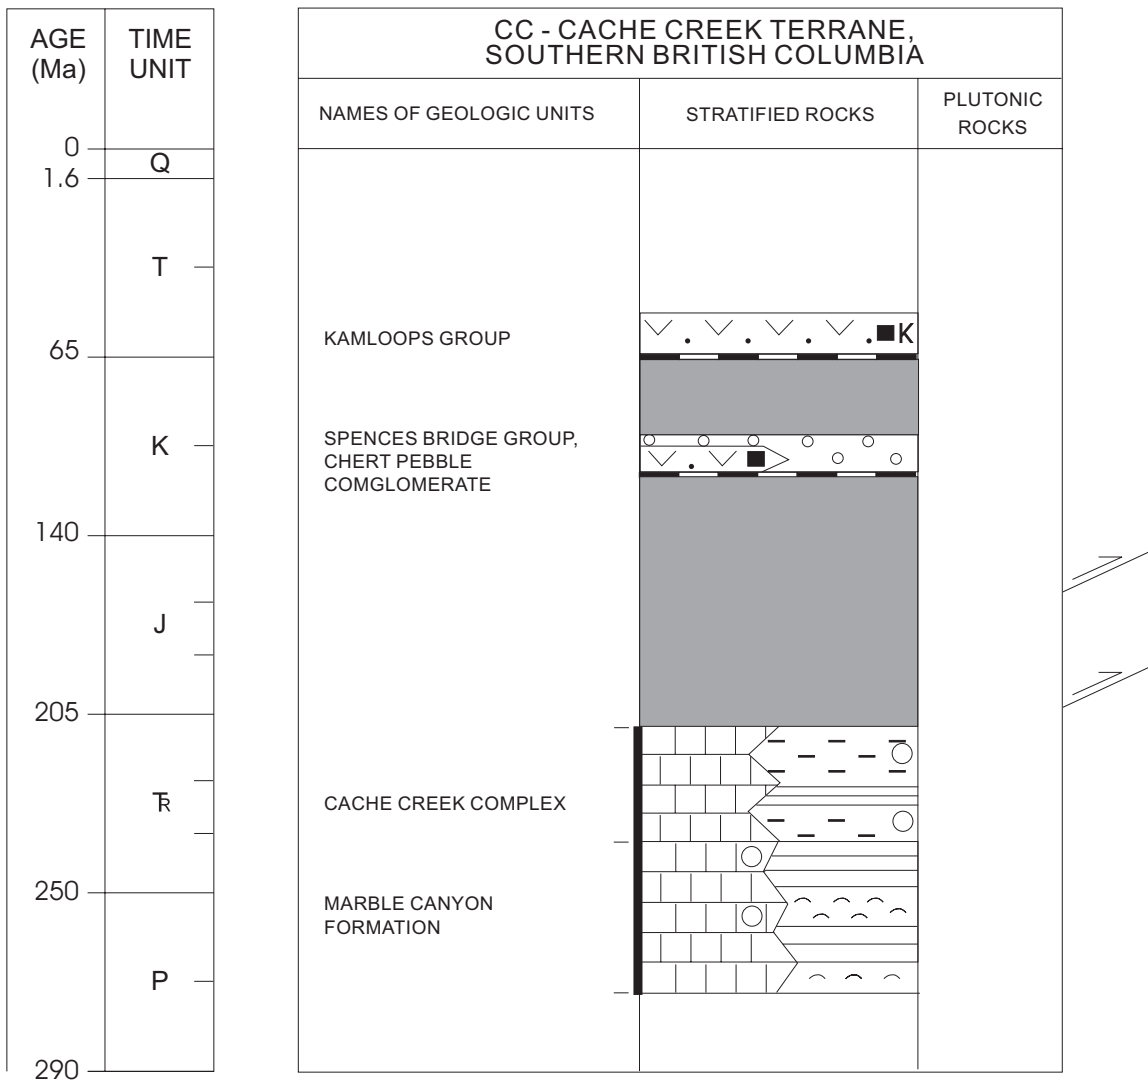 AGE
(Ma)
TIME
UNIT
CC - CACHE CREEK TERRANE,
SOUTHERN BRITISH COLUMBIA
NAMES OF GEOLOGIC UNITS
STRATIFIED ROCKS
PLUTONIC
ROCKS
0
Q
1.6
T
KAMLOOPS GROUP
K
65
K
SPENCES BRIDGE GROUP,
CHERT PEBBLE
COMGLOMERATE
140
J
205
TR
CACHE CREEK COMPLEX
250
MARBLE CANYON
FORMATION
P
290